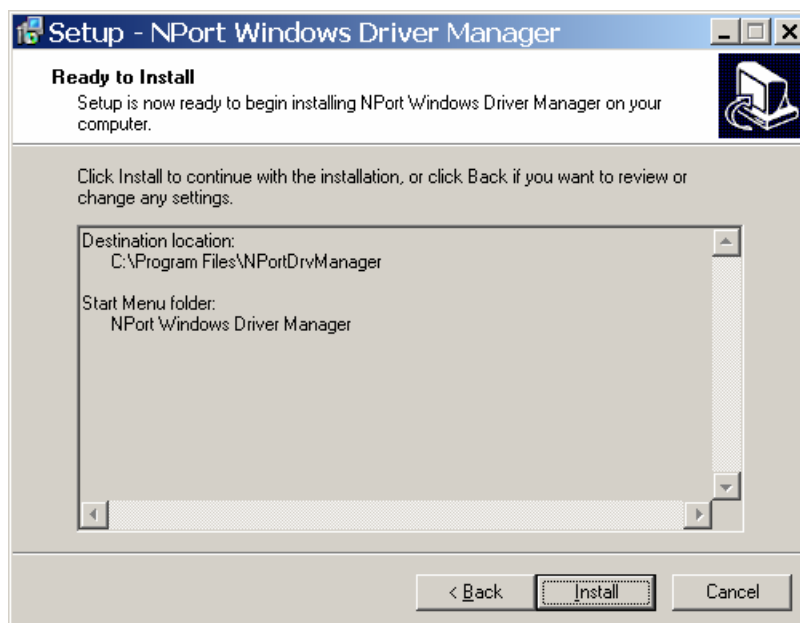 Setup - NPort Windows Driver Manager
Ready to Install
Setup is now ready to begin installing NPort Windows Driver Manager on your
computer.
Click Install to continue with the installation, or click Back if you want to review or
change any settings.
Destination location:
C:\Program Files\NPortDrvManager
Start Menu folder:
NPort Windows Driver Manager
< Back
Install
Cancel